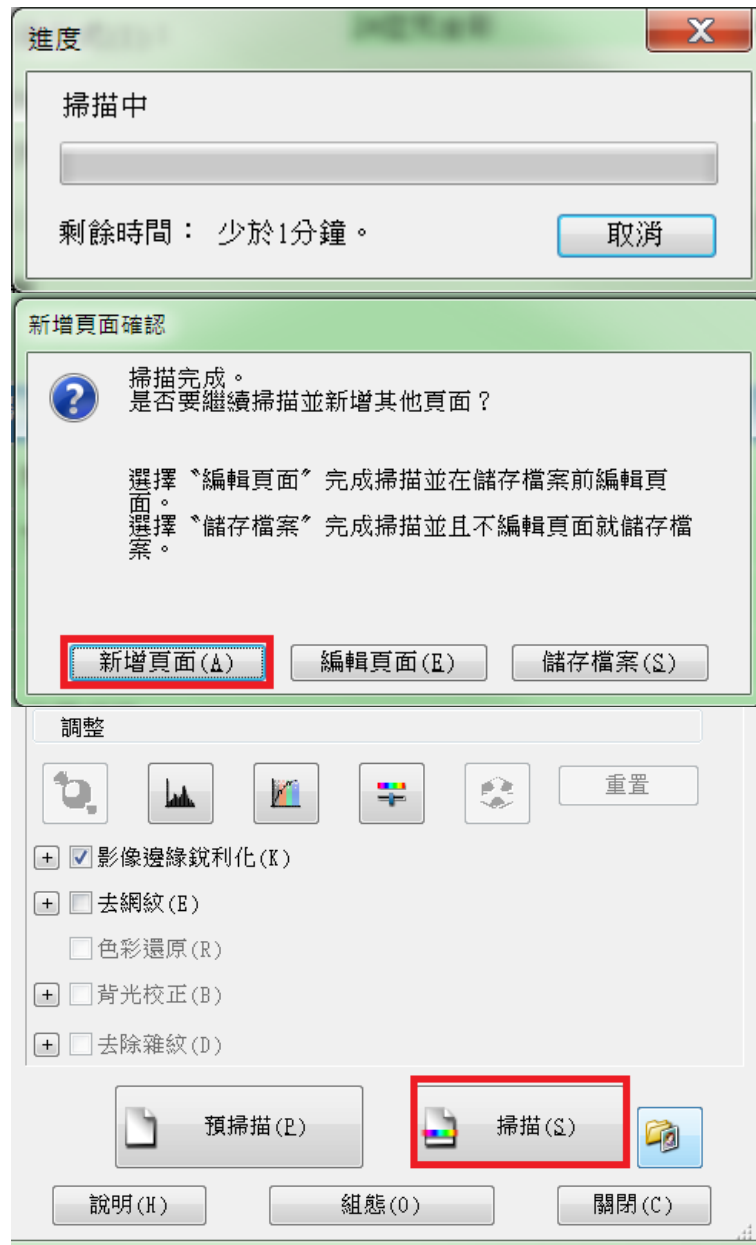 進度
掃描中
剩餘時間： 少於1分鐘。
取消
新增頁面確認
掃描完成。
是否要繼續掃描並新增其他頁面？
選擇〝編輯頁面〞完成掃描並在儲存檔案前編輯頁
面。
選擇〝儲存檔案〞完成掃描並且不編輯頁面就儲存檔
案。
新增頁面(A)
編輯頁面(E)
儲存檔案(S)
調整
重置
影像邊緣銳利化(K)
去網紋(E)
色彩還原(R)
背光校正(B)
去除雜紋(D)
預掃描(P)
掃描(S)
說明(H)
組態(O)
關閉(C)